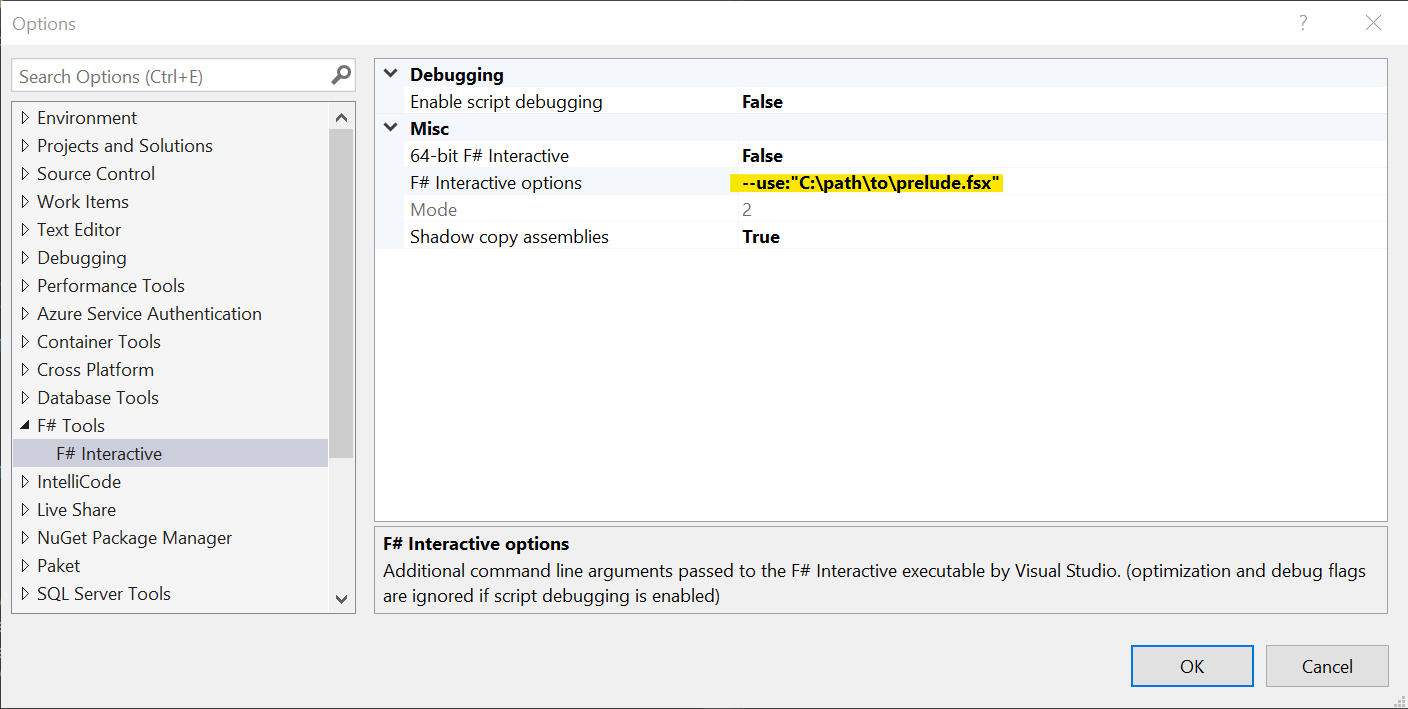 Options
?
Search Options (Ctrl+E)
Environment
Projects and Solutions
Source Control
Work Items
Text Editor
Debugging
Performance Tools
Azure Service Authentication
Container Tools
Cross Platform
Database Tools
F# Tools
F# Interactive
IntelliCode
Live Share
NuGet Package Manager
Paket
SQL Server Tools
Debugging
Enable script debugging False
Misc
64-bit F# Interactive False
F# Interactive options --use:"C:\path\to\prelude.fsx"
Mode 2
Shadow copy assemblies True
F# Interactive options
Additional command line arguments passed to the F# Interactive executable by Visual Studio. (optimization and debug flags
are ignored if script debugging is enabled)
OK Cancel